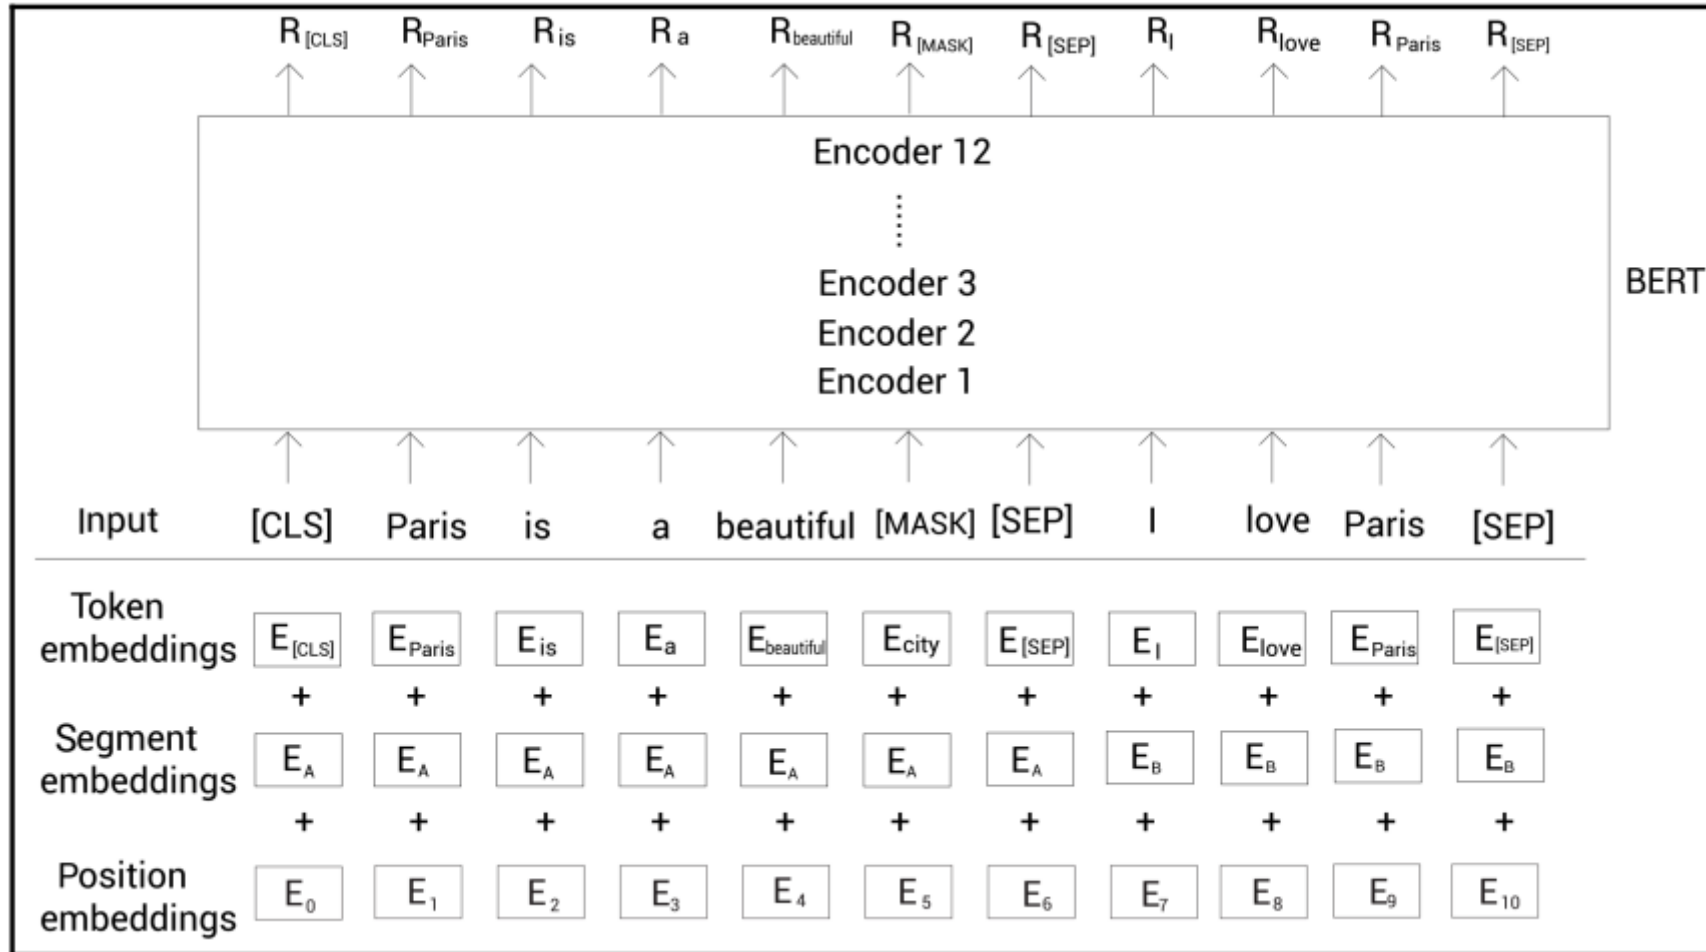 R[CLS] RParis Ris Ra Rbeautiful R[MASK] R[SEP] RI Rlove RParis R[SEP]
Encoder 12
Encoder 3
BERT
Encoder 2
Encoder 1
Input [CLS] Paris is a beautiful [MASK] [SEP] I love Paris [SEP]
Token embeddings E[CLS] EParis Eis Ea Ebeautiful Ecity E[SEP] EI Elove EParis E[SEP]
+ + + + + + + + + + +
Segment embeddings EA EA EA EA EA EA EA EB EB EB EB
+ + + + + + + + + + +
Position embeddings E0 E1 E2 E3 E4 E5 E6 E7 E8 E9 E10